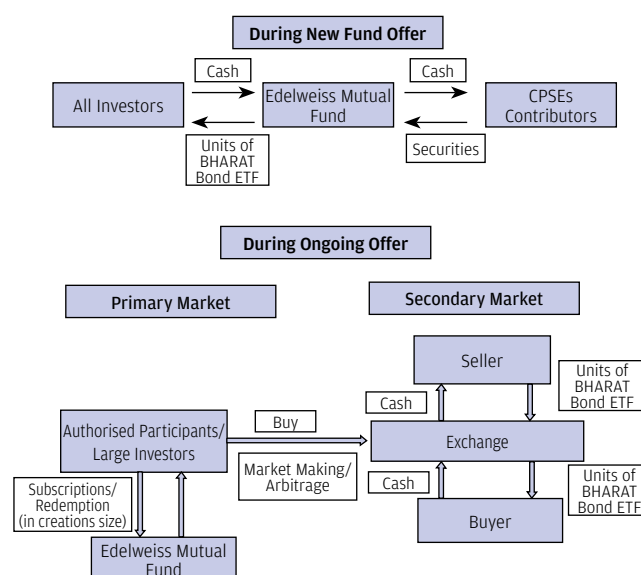 During New Fund Offer
Cash
Cash
All Investors
Edelweiss Mutual
Fund
CPSEs
Contributors
Units of
BHARAT
Bond ETF
Securities
During Ongoing Offer
Primary Market
Secondary Market
Seller
Cash
Units of
BHARAT
Bond ETF
Authorised Participants/
Large Investors
Buy
Market Making/
Arbitrage
Exchange
Subscriptions/
Redemption
(in creations size)
Cash
Units of
BHARAT
Bond ETF
Buyer
Edelweiss Mutual
Fund